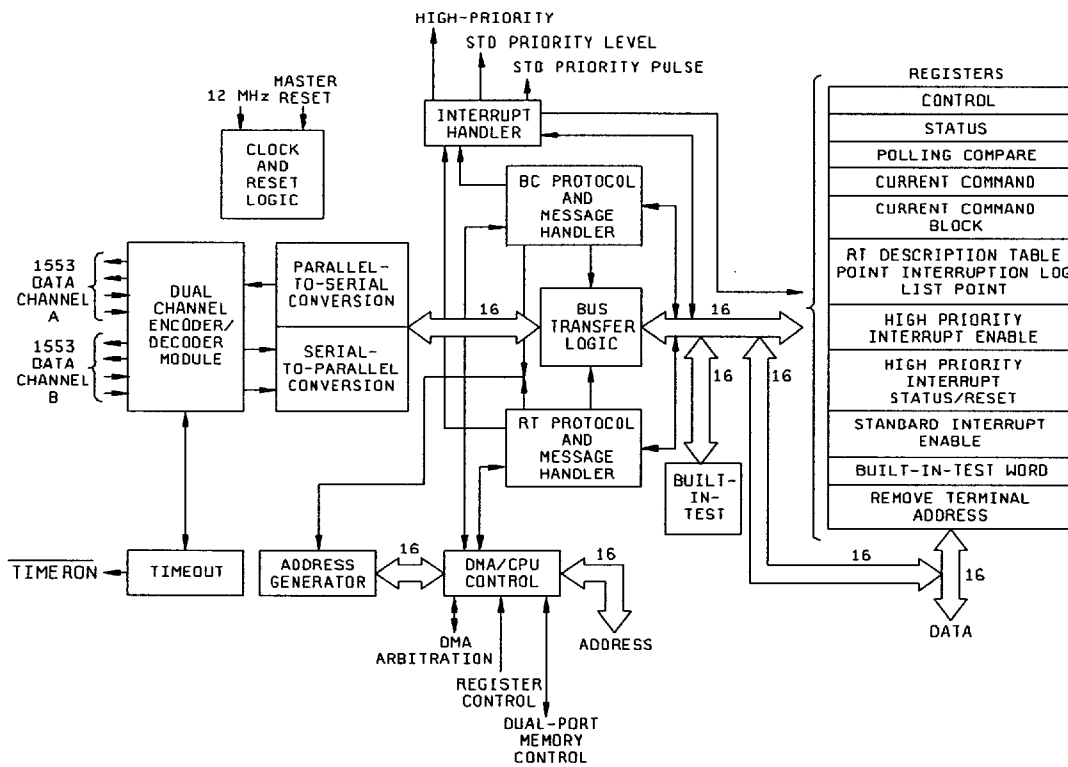 HIGH-PRIORITY
STD PRIORITY LEVEL
STD PRIORITY PULSE
MASTER
RESET
12 MHz
CLOCK
AND
RESET
LOGIC
INTERRUPT
HANDLER
BC PROTOCOL
AND
MESSAGE
HANDLER
1553
DATA
CHANNEL
A
1553
DATA
CHANNEL
B
DUAL
CHANNEL
ENCODER/
DECODER
MODULE
PARALLEL-
TO-SERIAL
CONVERSION
SERIAL-
TO-PARALLEL
CONVERSION
16
BUS
TRANSFER
LOGIC
16
16
16
RT PROTOCOL
AND
MESSAGE
HANDLER
BUILT-
IN-
TEST
TIMERON
TIMEOUT
ADDRESS
GENERATOR
16
DMA/CPU
CONTROL
16
ADDRESS
DMA
ARBITRATION
REGISTER
CONTROL
DUAL-PORT
MEMORY
CONTROL
REGISTERS
CONTROL
STATUS
POLLING COMPARE
CURRENT COMMAND
CURRENT COMMAND
BLOCK
RT DESCRIPTION TABLE
POINT INTERRUPTION LOG
LIST POINT
HIGH PRIORITY
INTERRUPT ENABLE
HIGH PRIORITY
INTERRUPT
STATUS/RESET
STANDARD INTERRUPT
ENABLE
BUILT-IN-TEST WORD
REMOVE TERMINAL
ADDRESS
16
16
DATA